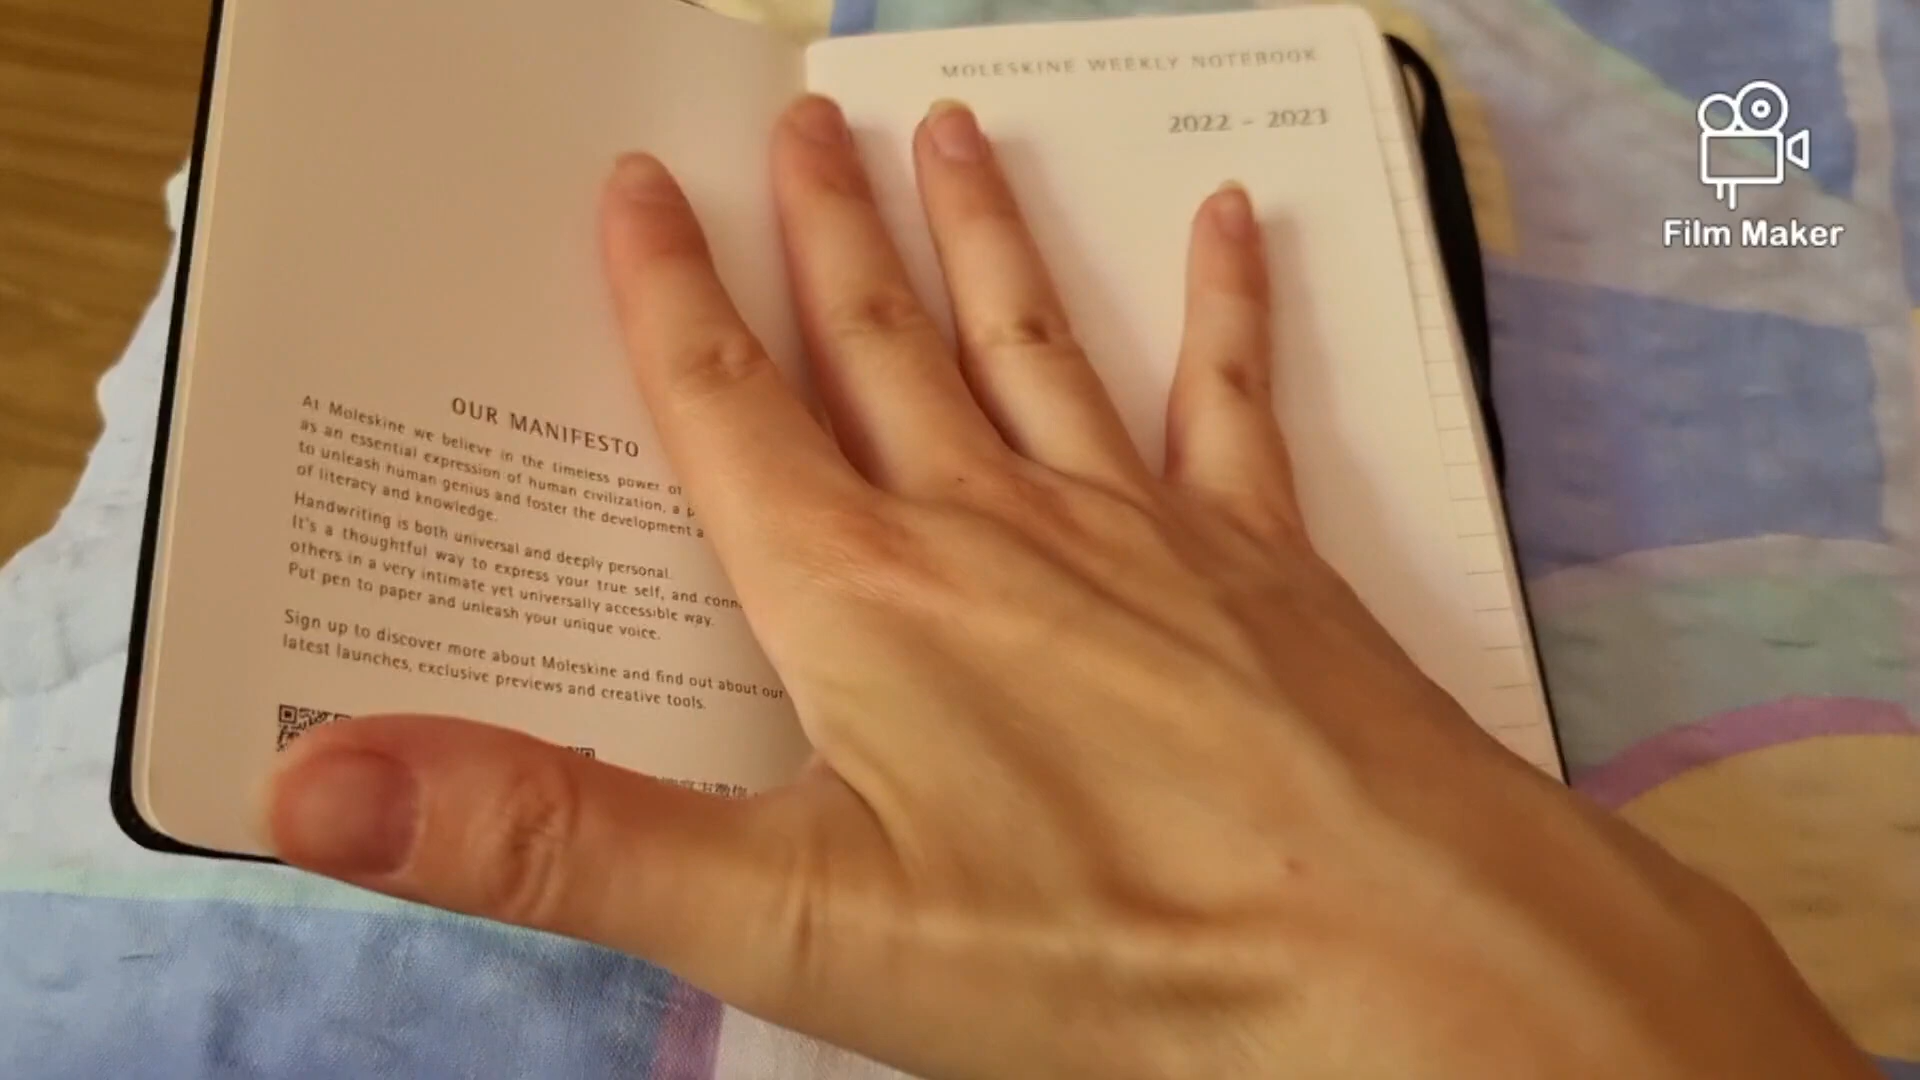 OUR MANIFESTO
At Moleskine we believe in the timeless power of
as an essential expression of human civilization, a
to unleash human genius and foster the development
of literacy and knowledge.
Handwriting is both universal and deeply personal.
It's a thoughtful way to express your true self, and
others in a very intimate yet universally accessible way.
Put pen to paper and unleash your unique voice.
Sign up to discover more about Moleskine and find out about our
latest launches, exclusive previews and creative tools.
MOLESKINE WEEKLY NOTEBOOK
2022 - 2023
Film Maker